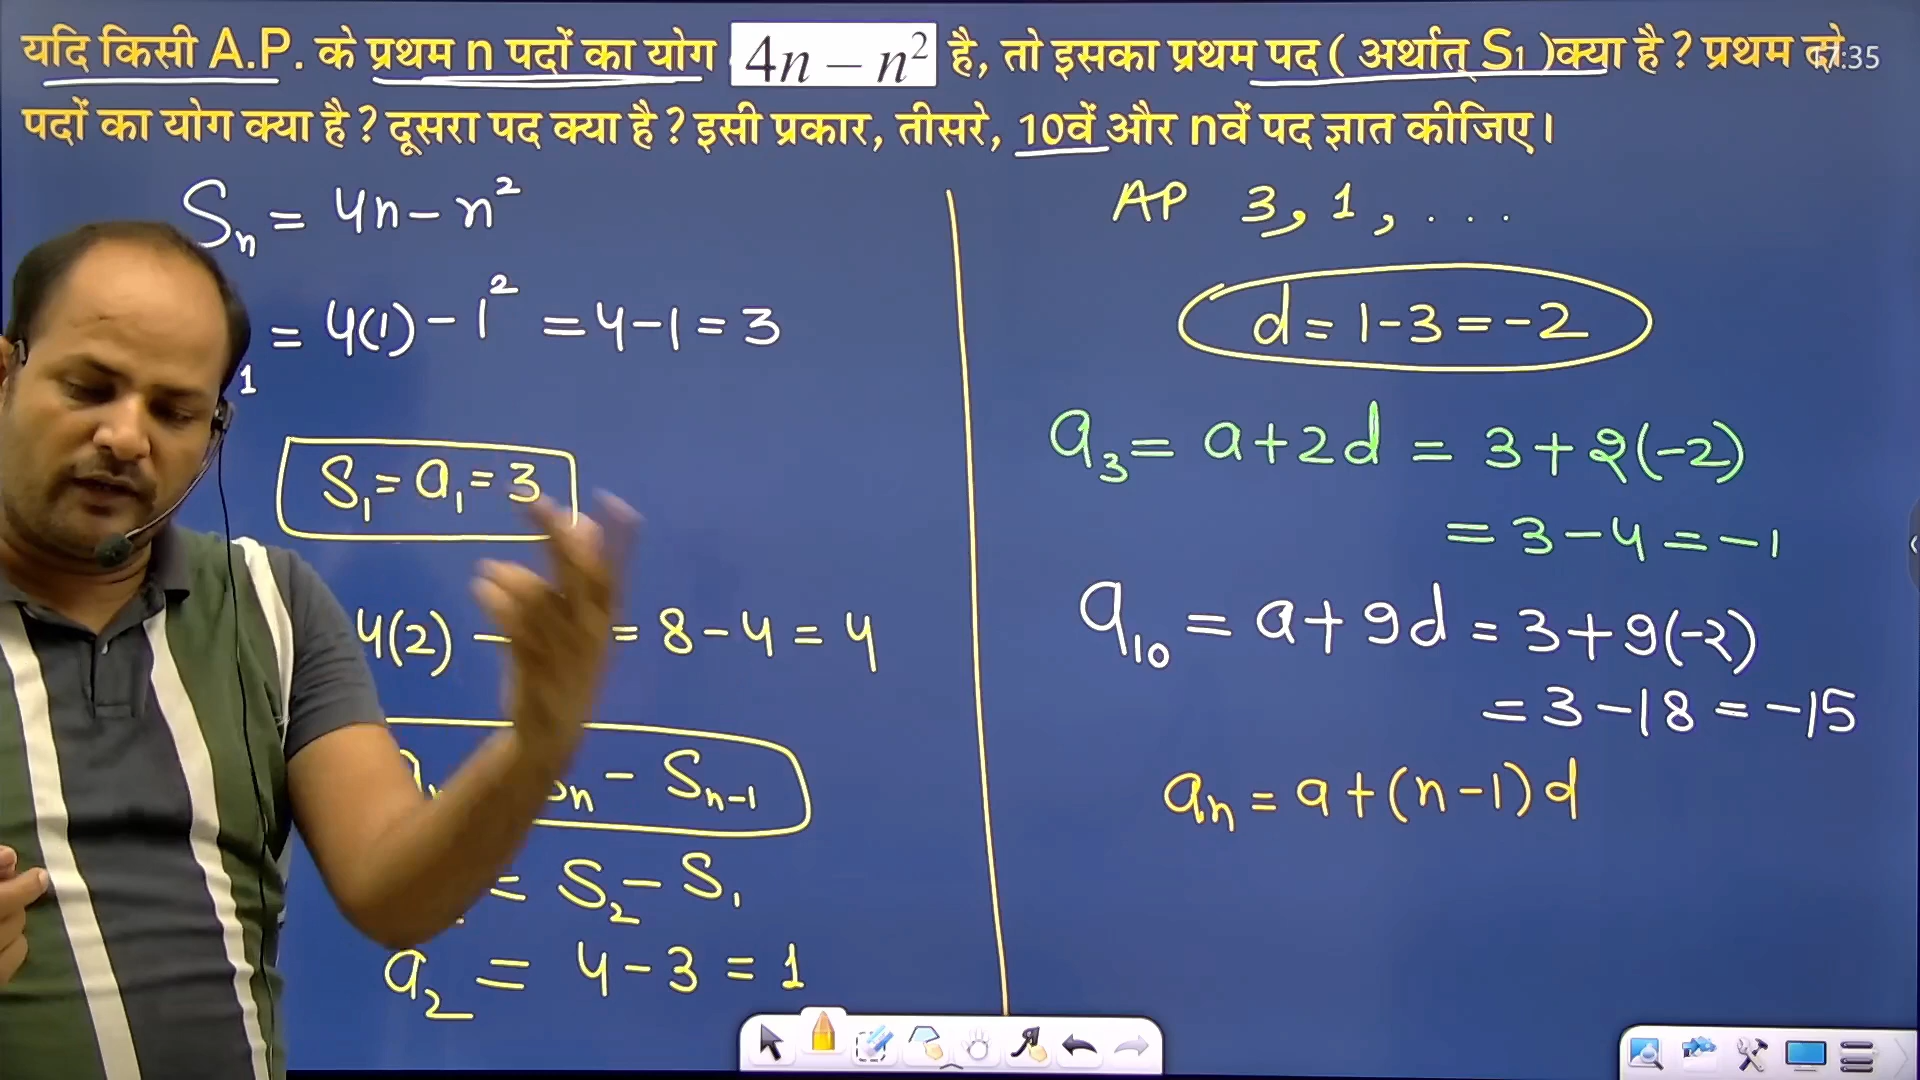 यदि किसी A.P. के प्रथम n पदों का योग 4n – n² है, तो इसका प्रथम पद ( अर्थात् S₁ )क्या है ? प्रथम दो
पदों का योग क्या है ? दूसरा पद क्या है ? इसी प्रकार, तीसरे, 10वें और nवें पद ज्ञात कीजिए।
Sₙ = 4n – n²
= 4(1) – 1² = 4 – 1 = 3
1
S₁ = a₁ = 3
4(2) – = 8 – 4 = 4
– Sₙ₋₁
= S₂ – S₁
a₂ = 4 – 3 = 1
AP 3, 1, . . .
d = 1 – 3 = –2
a₃ = a + 2d = 3 + 2(–2)
= 3 – 4 = –1
a₁₀ = a + 9d = 3 + 9(–2)
= 3 – 18 = –15
aₙ = a + (n – 1)d